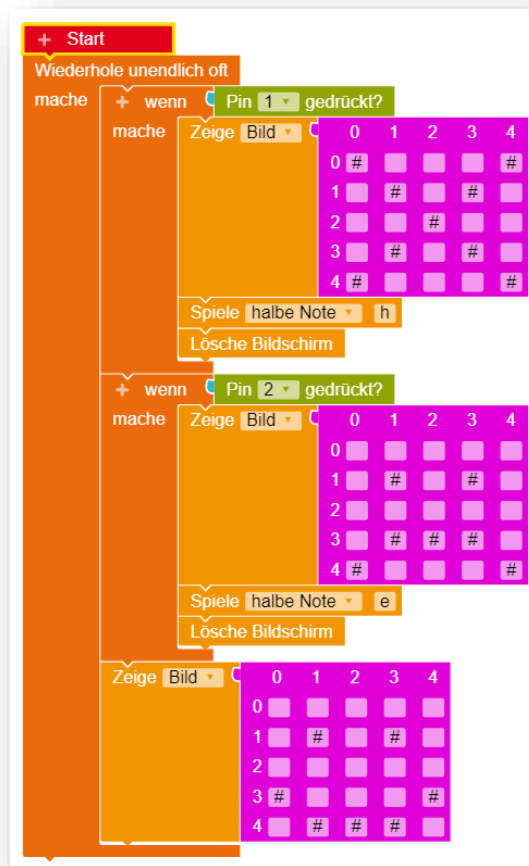 + Start
Wiederhole unendlich oft
mache + wenn Pin 1 gedrückt?
mache Zeige Bild 0 1 2 3 4
0 # #
1 # #
2 #
3 # #
4 # #
Spiele halbe Note h
Lösche Bildschirm
+ wenn Pin 2 gedrückt?
mache Zeige Bild 0 1 2 3 4
0
1 # #
2
3 # # #
4 # #
Spiele halbe Note e
Lösche Bildschirm
Zeige Bild 0 1 2 3 4
0
1 # #
2
3 # #
4 # # #